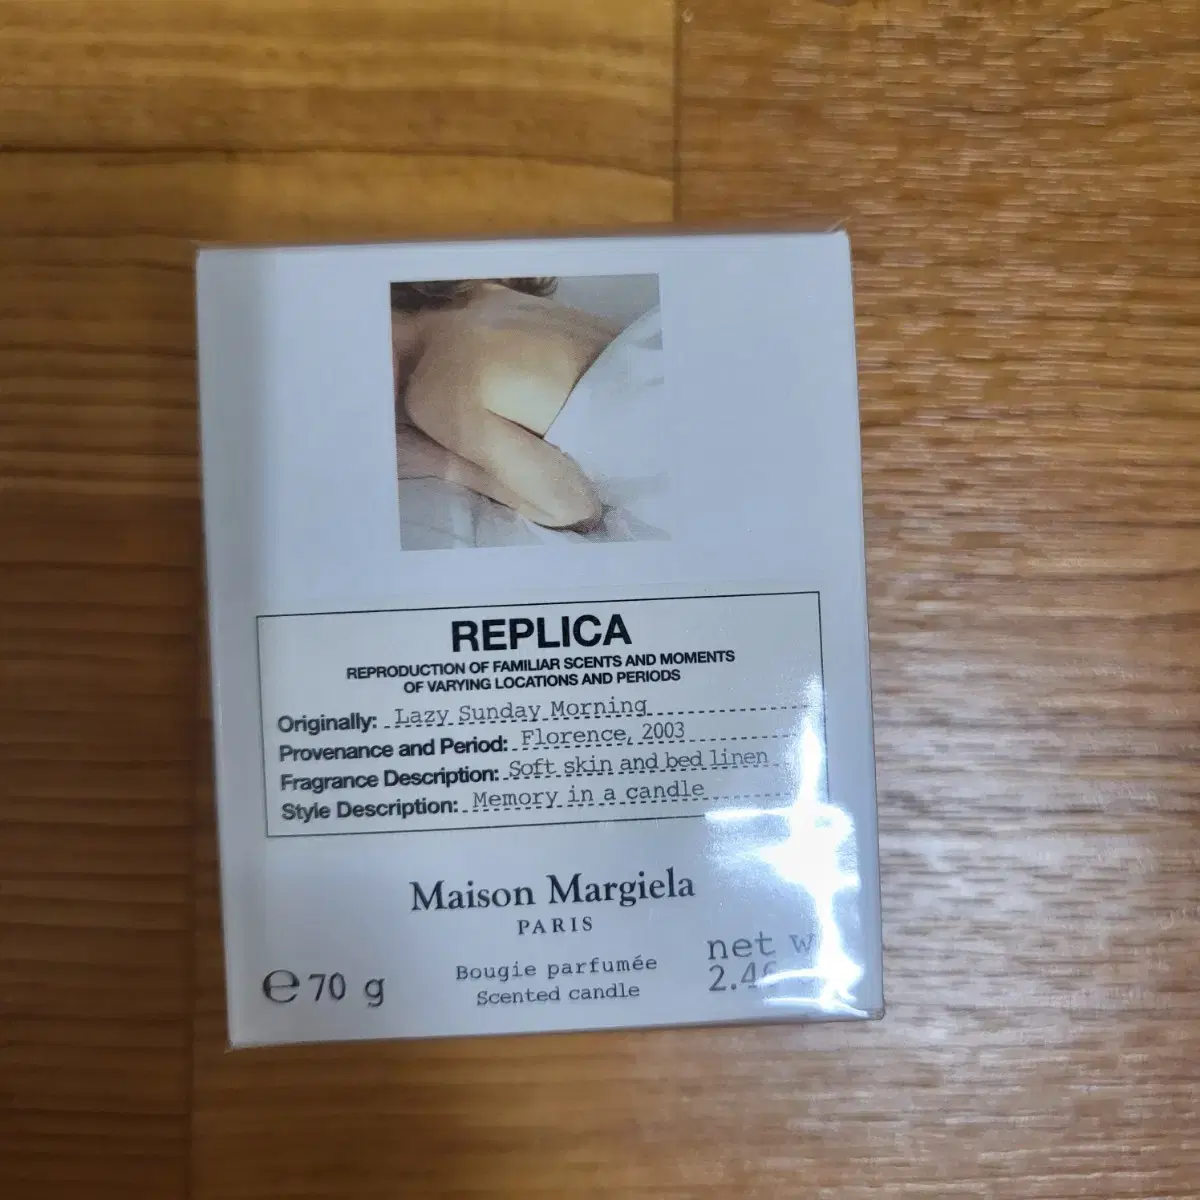 REPLICA
REPRODUCTION OF FAMILIAR SCENTS AND MOMENTS
OF VARYING LOCATIONS AND PERIODS
Originally: Lazy Sunday Morning
Provenance and Period: Florence, 2003
Fragrance Description: Soft skin and bed linen
Style Description: Memory in a candle
Maison Margiela
PARIS
Bougie parfumée
Scented candle
e 70 g
net